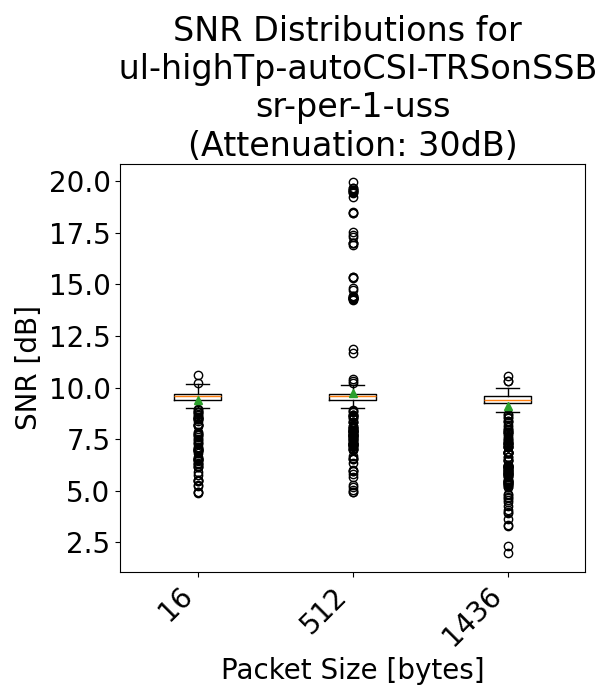 SNR Distributions for
ul-highTp-autoCSI-TRSonSSB
sr-per-1-uss
(Attenuation: 30dB)
20.0
17.5
15.0
12.5
10.0
7.5
5.0
2.5
SNR [dB]
16
512
1436
Packet Size [bytes]